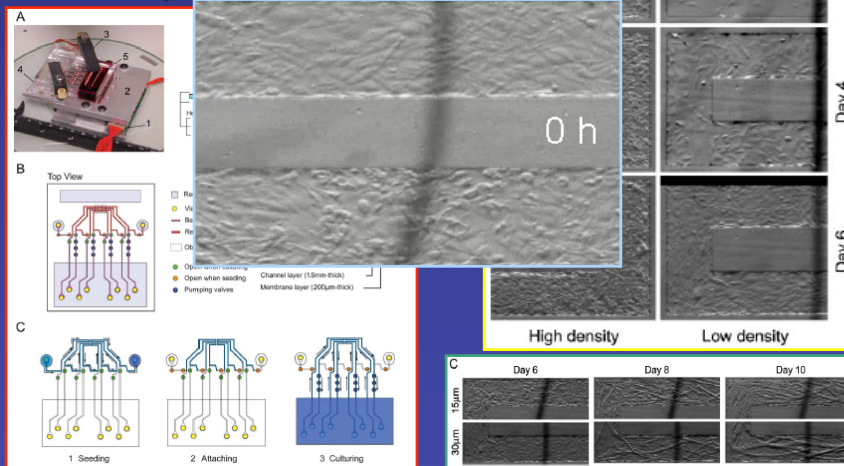 A
3
5
4
2
1
B
Top View
Open when culturing
Open when seeding
Pumping valves
Channel layer (1.5mm-thick)
Membrane layer (200μm-thick)
C
1 Seeding
2 Attaching
3 Culturing
0 h
Day 4
Day 6
High density
Low density
C
Day 6
Day 8
Day 10
15μm
30μm